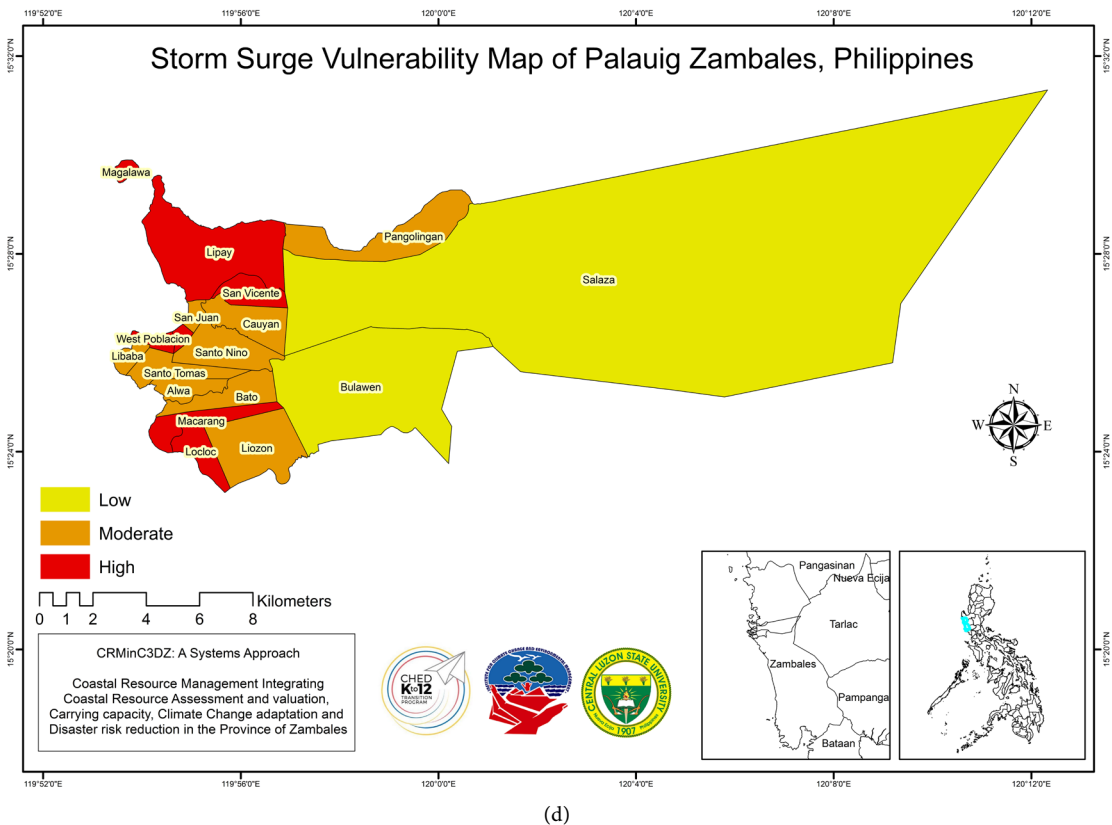 119°52'0"E 119°56'0"E 120°0'0"E 120°4'0"E 120°8'0"E 120°12'0"E
Storm Surge Vulnerability Map of Palauig Zambales, Philippines
15°32'0"N 15°32'0"N
Magalawa
Pangolingan
Lipay
15°28'0"N 15°28'0"N
Salaza
San Vicente
San Juan
Cauyan
West Poblacion
Libaba
Santo Nino
Santo Tomas
Bulawen
Alwa
Bato
Macarang
Locloc
Liozon
15°24'0"N 15°24'0"N
N
W E
S
Low
Moderate
High
Kilometers
0 1 2 4 6 8
CRMinC3DZ: A Systems Approach
Coastal Resource Management Integrating
Coastal Resource Assessment and valuation,
Carrying capacity, Climate Change adaptation and
Disaster risk reduction in the Province of Zambales
15°20'0"N 15°20'0"N
CHED
K to 12
TRANSITION
PROGRAM
CENTRAL LUZON STATE UNIVERSITY
Philippines
1907
Pangasinan
Nueva Ecija
Tarlac
Zambales
Pampanga
Bataan
119°52'0"E 119°56'0"E 120°0'0"E 120°4'0"E 120°8'0"E 120°12'0"E
(d)